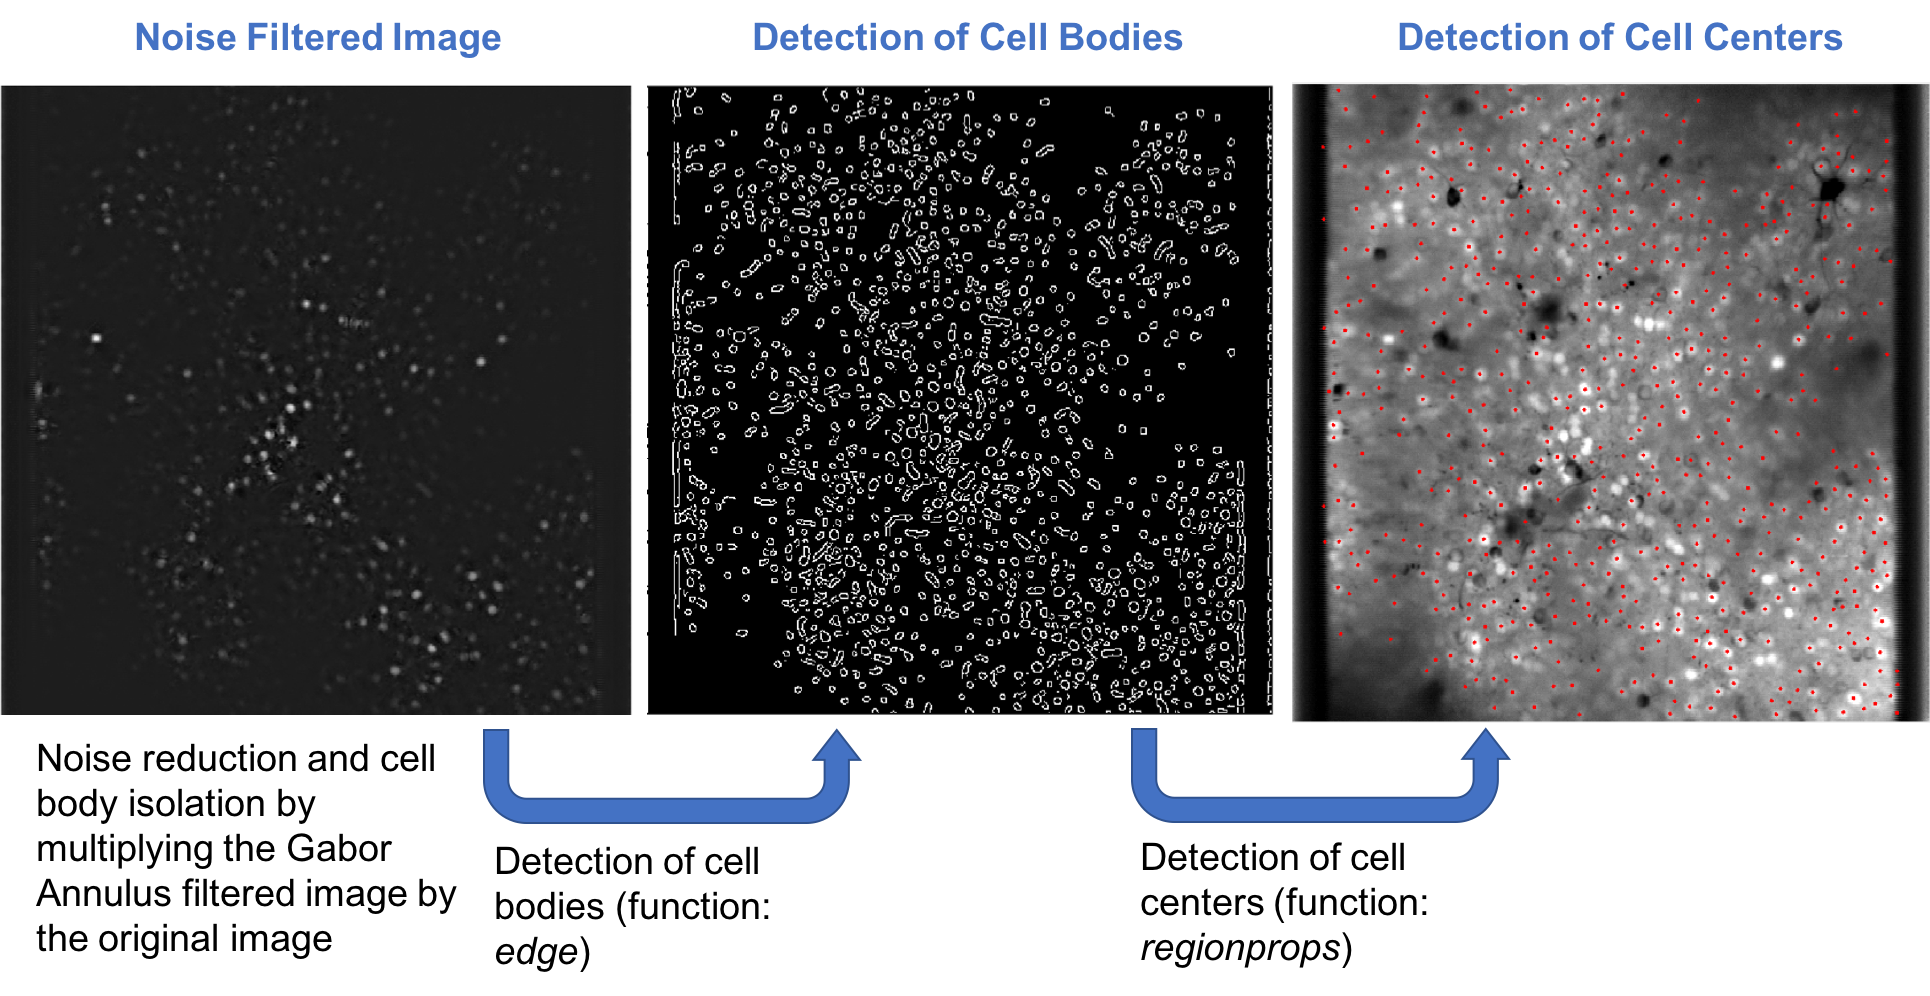 Noise Filtered Image
Detection of Cell Bodies
Detection of Cell Centers
Noise reduction and cell
body isolation by
multiplying the Gabor
Annulus filtered image by
the original image
Detection of cell
bodies (function:
edge)
Detection of cell
centers (function:
regionprops)